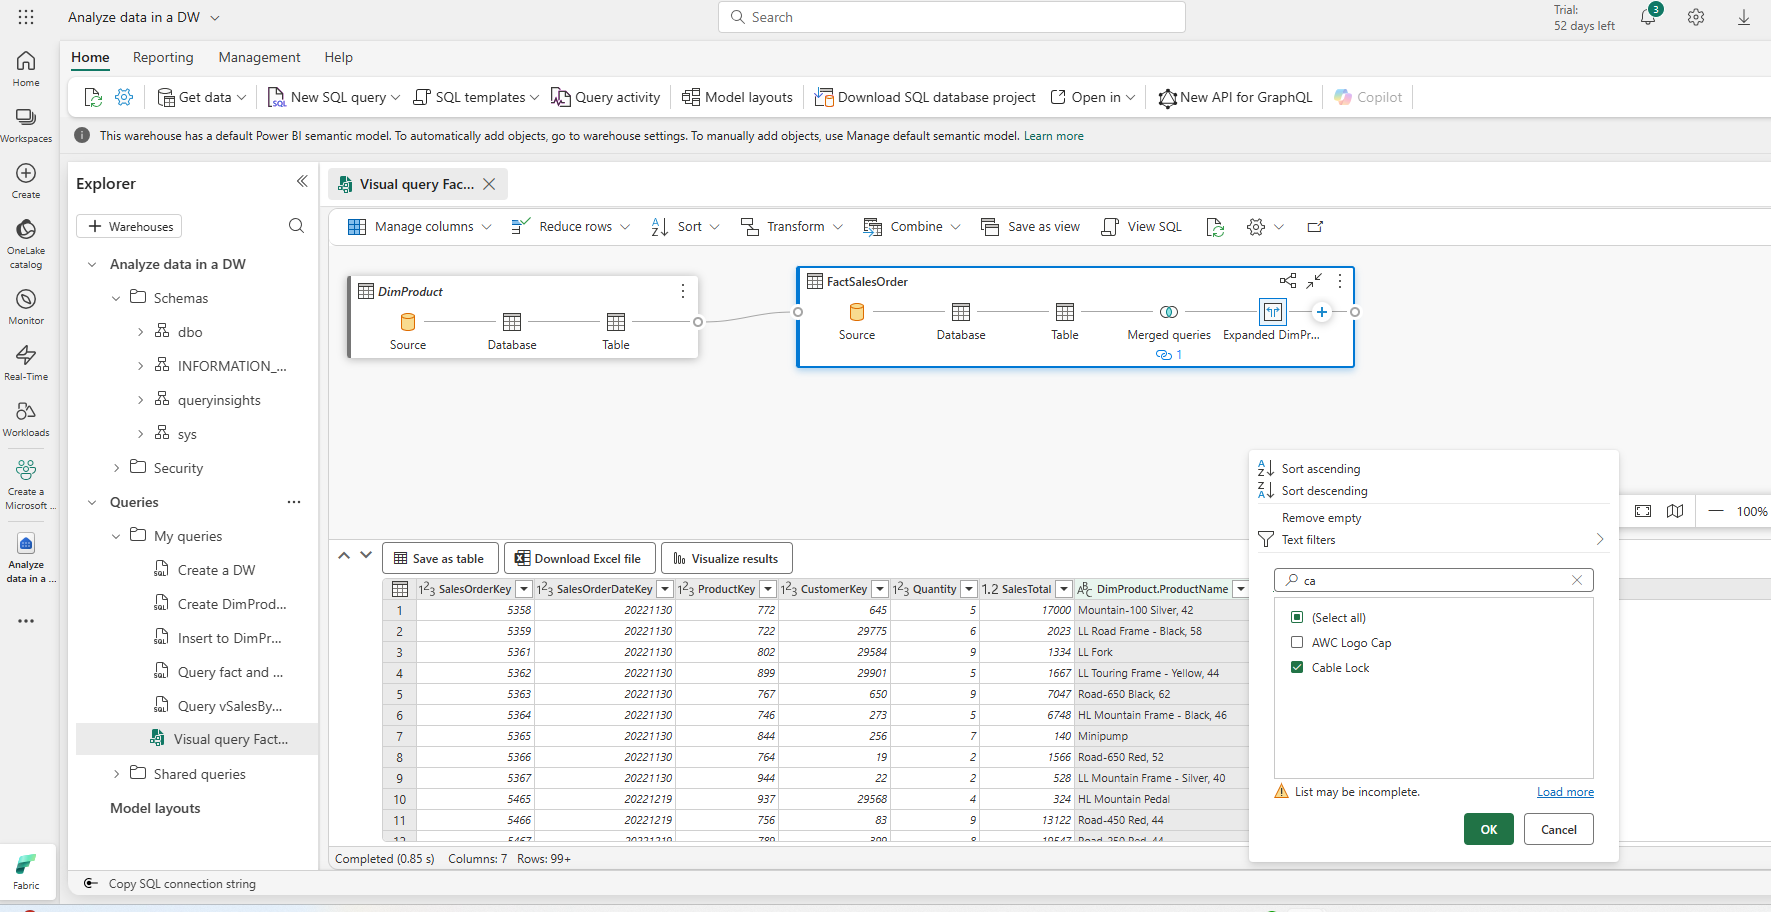 Analyze data in a DW
Search
Trial:
52 days left
3
Home
Workspaces
Create
OneLake
catalog
Monitor
Real-Time
Workloads
Create a
Microsoft ...
Analyze
data in a ...
Fabric
Home Reporting Management Help
Get data New SQL query SQL templates Query activity Model layouts Download SQL database project Open in New API for GraphQL Copilot
This warehouse has a default Power BI semantic model. To automatically add objects, go to warehouse settings. To manually add objects, use Manage default semantic model. Learn more
Explorer
Warehouses
Analyze data in a DW
Schemas
dbo
INFORMATION_...
queryinsights
sys
Security
Queries
My queries
Create a DW
Create DimProd...
Insert to DimPr...
Query fact and ...
Query vSalesBy...
Visual query Fact...
Shared queries
Model layouts
Copy SQL connection string
Visual query Fac...
Manage columns Reduce rows Sort Transform Combine Save as view View SQL
DimProduct
Source Database Table
FactSalesOrder
Source Database Table Merged queries Expanded DimPr...
1
100%
Save as table Download Excel file Visualize results
SalesOrderKey SalesOrderDateKey ProductKey CustomerKey Quantity SalesTotal DimProduct.ProductName
1 5358 20221130 772 645 5 17000 Mountain-100 Silver, 42
2 5359 20221130 722 29775 6 2023 LL Road Frame - Black, 58
3 5361 20221130 802 29584 9 1334 LL Fork
4 5362 20221130 899 29901 5 1667 LL Touring Frame - Yellow, 44
5 5363 20221130 767 650 9 7047 Road-650 Black, 62
6 5364 20221130 746 273 5 6748 HL Mountain Frame - Black, 46
7 5365 20221130 844 256 7 140 Minipump
8 5366 20221130 764 19 2 1566 Road-650 Red, 52
9 5367 20221130 944 22 2 528 LL Mountain Frame - Silver, 40
10 5465 20221219 937 29568 4 324 HL Mountain Pedal
11 5466 20221219 756 83 9 13122 Road-450 Red, 44
12 5467 20221219 789 399 8 19547 Road-250 Red, 44
Completed (0.85 s) Columns: 7 Rows: 99+
Sort ascending
Sort descending
Remove empty
Text filters
ca
(Select all)
AWC Logo Cap
Cable Lock
List may be incomplete. Load more
OK Cancel